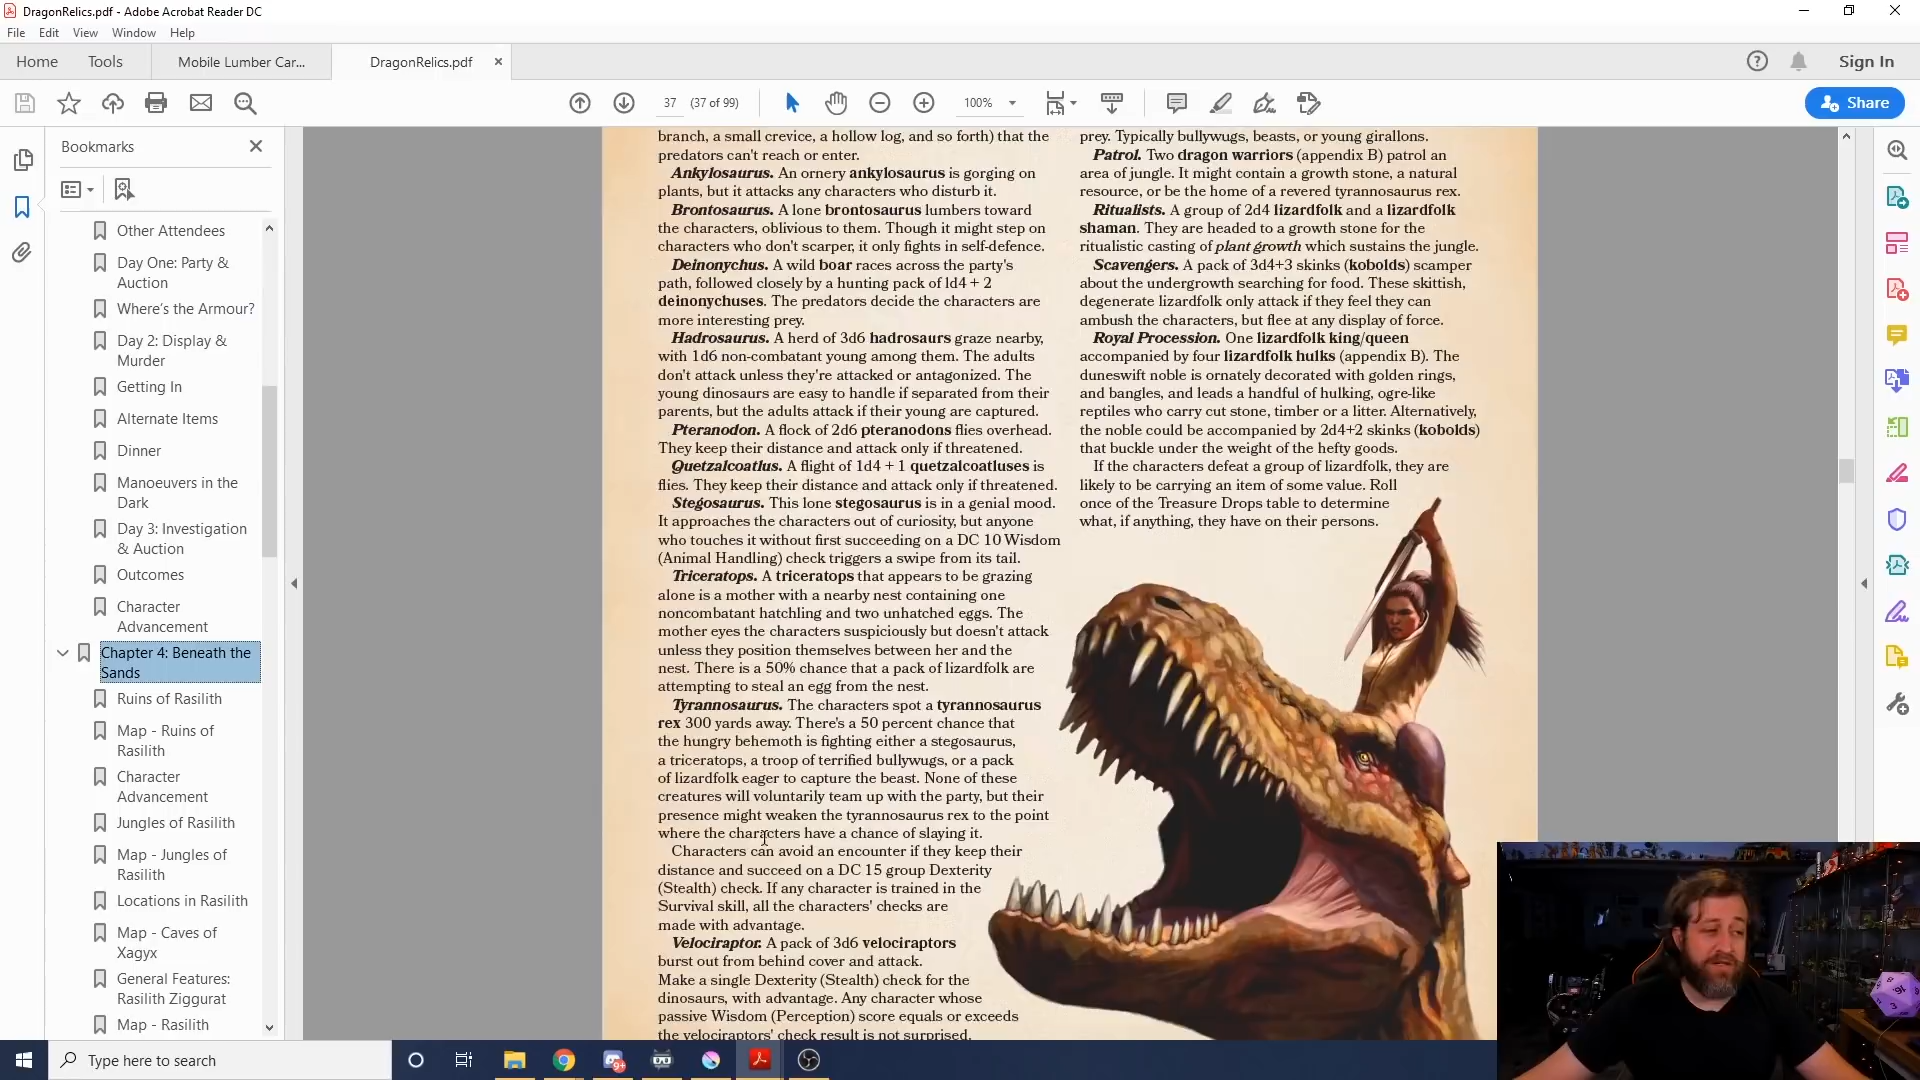 DragonRelics.pdf - Adobe Acrobat Reader DC
File Edit View Window Help
Home Tools Mobile Lumber Car... DragonRelics.pdf Sign In
37 (37 of 99) 100% Share
Bookmarks
Other Attendees
Day One: Party &
Auction
Where's the Armour?
Day 2: Display &
Murder
Getting In
Alternate Items
Dinner
Manoeuvers in the
Dark
Day 3: Investigation
& Auction
Outcomes
Character
Advancement
Chapter 4: Beneath the
Sands
Ruins of Rasilith
Map - Ruins of
Rasilith
Character
Advancement
Jungles of Rasilith
Map - Jungles of
Rasilith
Locations in Rasilith
Map - Caves of
Xagyx
General Features:
Rasilith Ziggurat
Map - Rasilith
branch, a small crevice, a hollow log, and so forth) that the
predators can't reach or enter.
Ankylosaurus. An ornery ankylosaurus is gorging on
plants, but it attacks any characters who disturb it.
Brontosaurus. A lone brontosaurus lumbers toward
the characters, oblivious to them. Though it might step on
characters who don't scarper, it only fights in self-defence.
Deinonychus. A wild boar races across the party's
path, followed closely by a hunting pack of ld4 + 2
deinonychuses. The predators decide the characters are
more interesting prey.
Hadrosaurus. A herd of 3d6 hadrosaurs graze nearby,
with 1d6 non-combatant young among them. The adults
don't attack unless they're attacked or antagonized. The
young dinosaurs are easy to handle if separated from their
parents, but the adults attack if their young are captured.
Pteranodon. A flock of 2d6 pteranodons flies overhead.
They keep their distance and attack only if threatened.
Quetzalcoatlus. A flight of 1d4 + 1 quetzalcoatluses is
flies. They keep their distance and attack only if threatened.
Stegosaurus. This lone stegosaurus is in a genial mood.
It approaches the characters out of curiosity, but anyone
who touches it without first succeeding on a DC 10 Wisdom
(Animal Handling) check triggers a swipe from its tail.
Triceratops. A triceratops that appears to be grazing
alone is a mother with a nearby nest containing one
noncombatant hatchling and two unhatched eggs. The
mother eyes the characters suspiciously but doesn't attack
unless they position themselves between her and the
nest. There is a 50% chance that a pack of lizardfolk are
attempting to steal an egg from the nest.
Tyrannosaurus. The characters spot a tyrannosaurus
rex 300 yards away. There's a 50 percent chance that
the hungry behemoth is fighting either a stegosaurus,
a triceratops, a troop of terrified bullywugs, or a pack
of lizardfolk eager to capture the beast. None of these
creatures will voluntarily team up with the party, but their
presence might weaken the tyrannosaurus rex to the point
where the characters have a chance of slaying it.
Characters can avoid an encounter if they keep their
distance and succeed on a DC 15 group Dexterity
(Stealth) check. If any character is trained in the
Survival skill, all the characters' checks are
made with advantage.
Velociraptor. A pack of 3d6 velociraptors
burst out from behind cover and attack.
Make a single Dexterity (Stealth) check for the
dinosaurs, with advantage. Any character whose
passive Wisdom (Perception) score equals or exceeds
the velociraptors' check result is not surprised.
prey. Typically bullywugs, beasts, or young girallons.
Patrol. Two dragon warriors (appendix B) patrol an
area of jungle. It might contain a growth stone, a natural
resource, or be the home of a revered tyrannosaurus rex.
Ritualists. A group of 2d4 lizardfolk and a lizardfolk
shaman. They are headed to a growth stone for the
ritualistic casting of plant growth which sustains the jungle.
Scavengers. A pack of 3d4+3 skinks (kobolds) scamper
about the undergrowth searching for food. These skittish,
degenerate lizardfolk only attack if they feel they can
ambush the characters, but flee at any display of force.
Royal Procession. One lizardfolk king/queen
accompanied by four lizardfolk hulks (appendix B). The
duneswift noble is ornately decorated with golden rings,
and bangles, and leads a handful of hulking, ogre-like
reptiles who carry cut stone, timber or a litter. Alternatively,
the noble could be accompanied by 2d4+2 skinks (kobolds)
that buckle under the weight of the hefty goods.
If the characters defeat a group of lizardfolk, they are
likely to be carrying an item of some value. Roll
once of the Treasure Drops table to determine
what, if anything, they have on their persons.
Type here to search